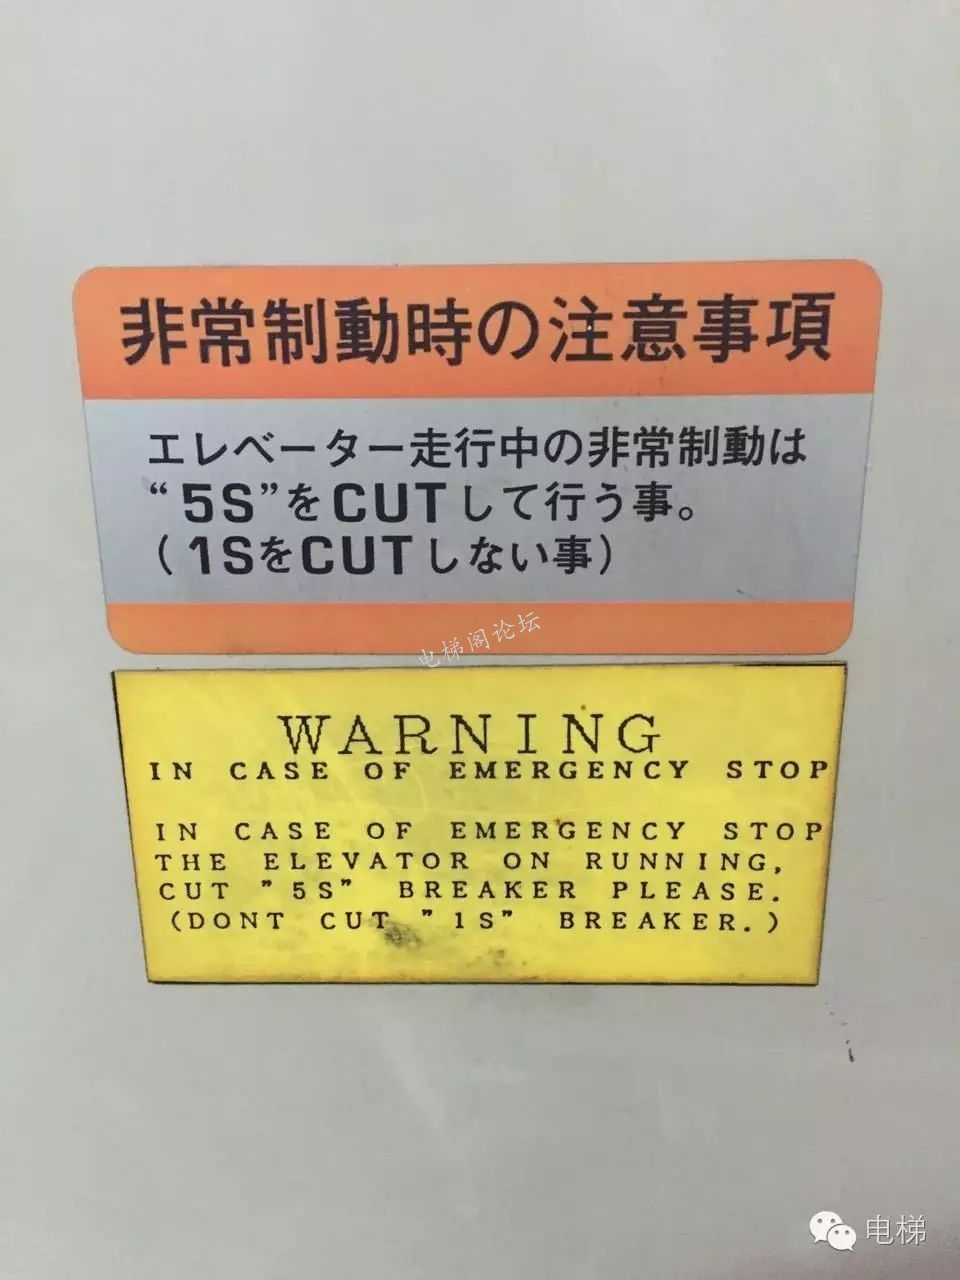 非常制動時の注意事項
エレベーター走行中の非常制動は
“5S”をCUTして行う事。
（1SをCUTしない事）
电梯阁论坛
WARNING
IN CASE OF EMERGENCY STOP
IN CASE OF EMERGENCY STOP
THE ELEVATOR ON RUNNING,
CUT "5S" BREAKER PLEASE.
(DONT CUT "1S" BREAKER.)
电梯